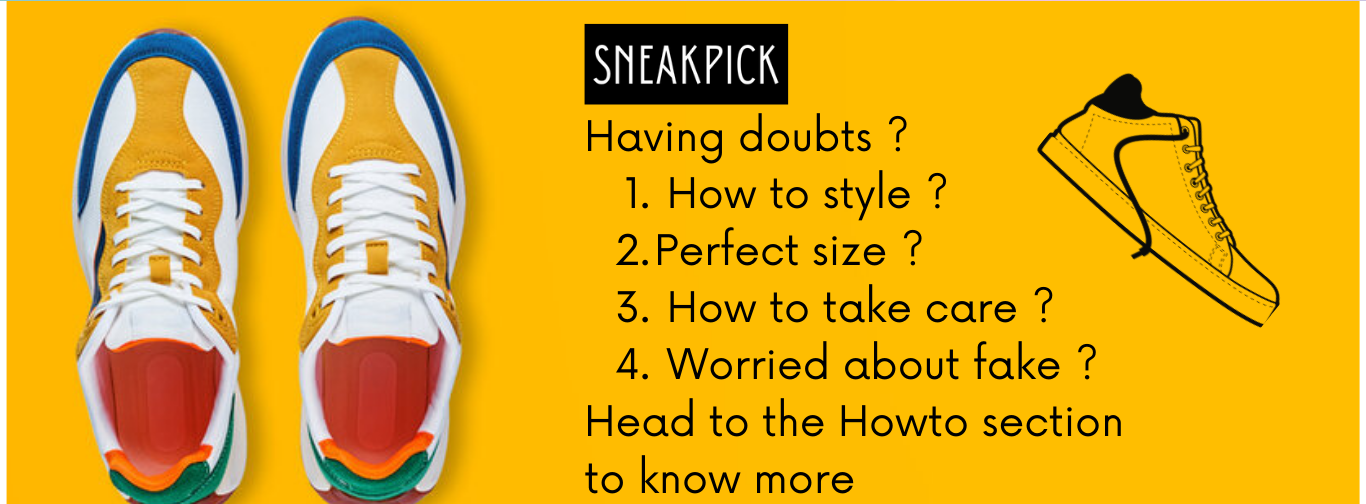 SNEAKPICK
Having doubts ?
1. How to style ?
2.Perfect size ?
3. How to take care ?
4. Worried about fake ?
Head to the Howto section
to know more